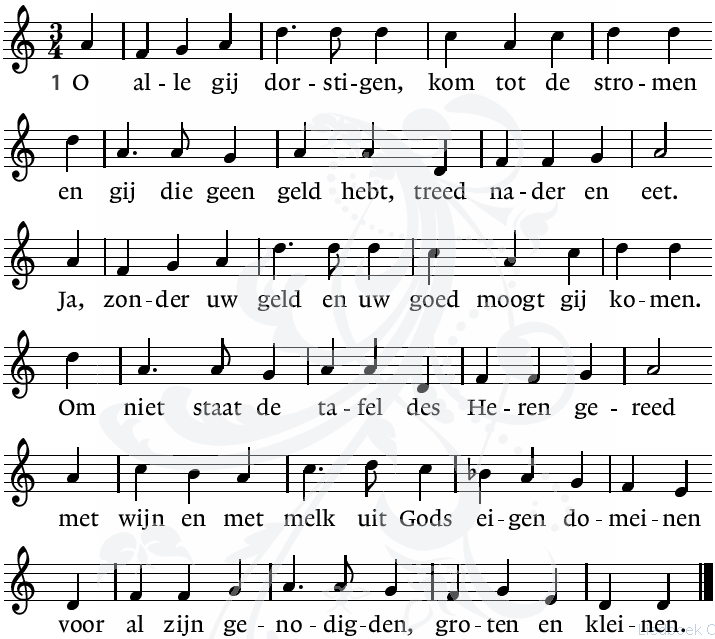 3
4
1 O al - le gij dor - sti - gen, kom tot de stro - men
en gij die geen geld hebt, treed na - der en eet.
Ja, zon - der uw geld en uw goed moogt gij ko - men.
Om niet staat de ta - fel des He - ren ge - reed
met wijn en met melk uit Gods ei - gen do - mei - nen
voor al zijn ge - no - dig - den, gro - ten en klei - nen.